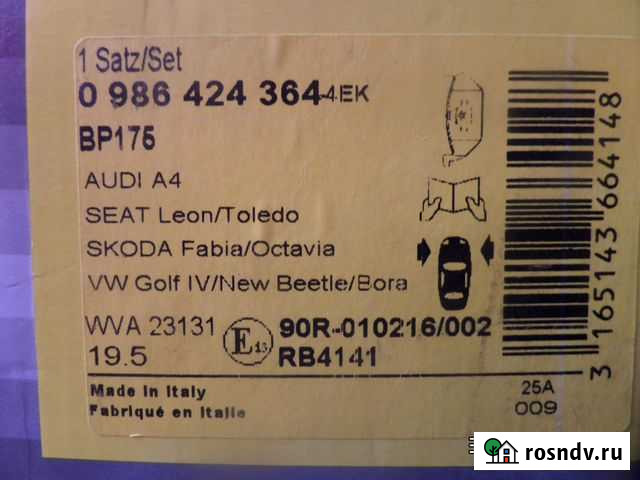 1 Satz/Set
0 986 424 364-4EK
BP175
AUDI A4
SEAT Leon/Toledo
SKODA Fabia/Octavia
VW Golf IV/New Beetle/Bora
WVA 23131
19.5
E13
90R-010216/002
RB4141
Made in Italy
Fabriqué en Italie
25A
009
3 165143 664148
rosndv.ru